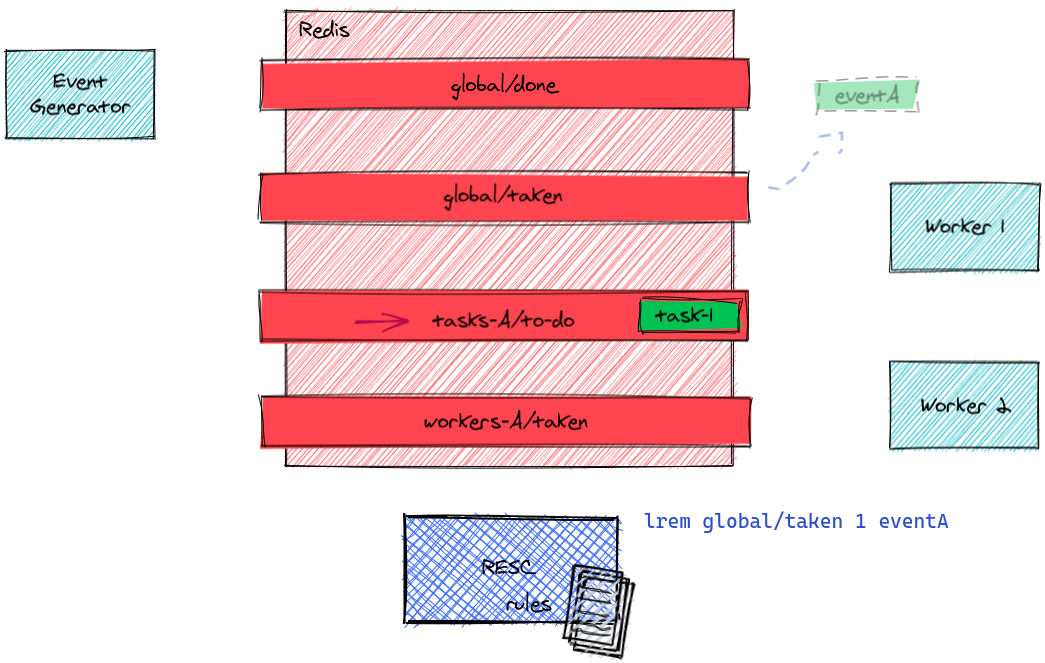 Redis
Event
Generator
global/done
eventA
global/taken
Worker 1
tasks-A/to-do
task-1
Worker 2
workers-A/taken
lrem global/taken 1 eventA
RESC
rules